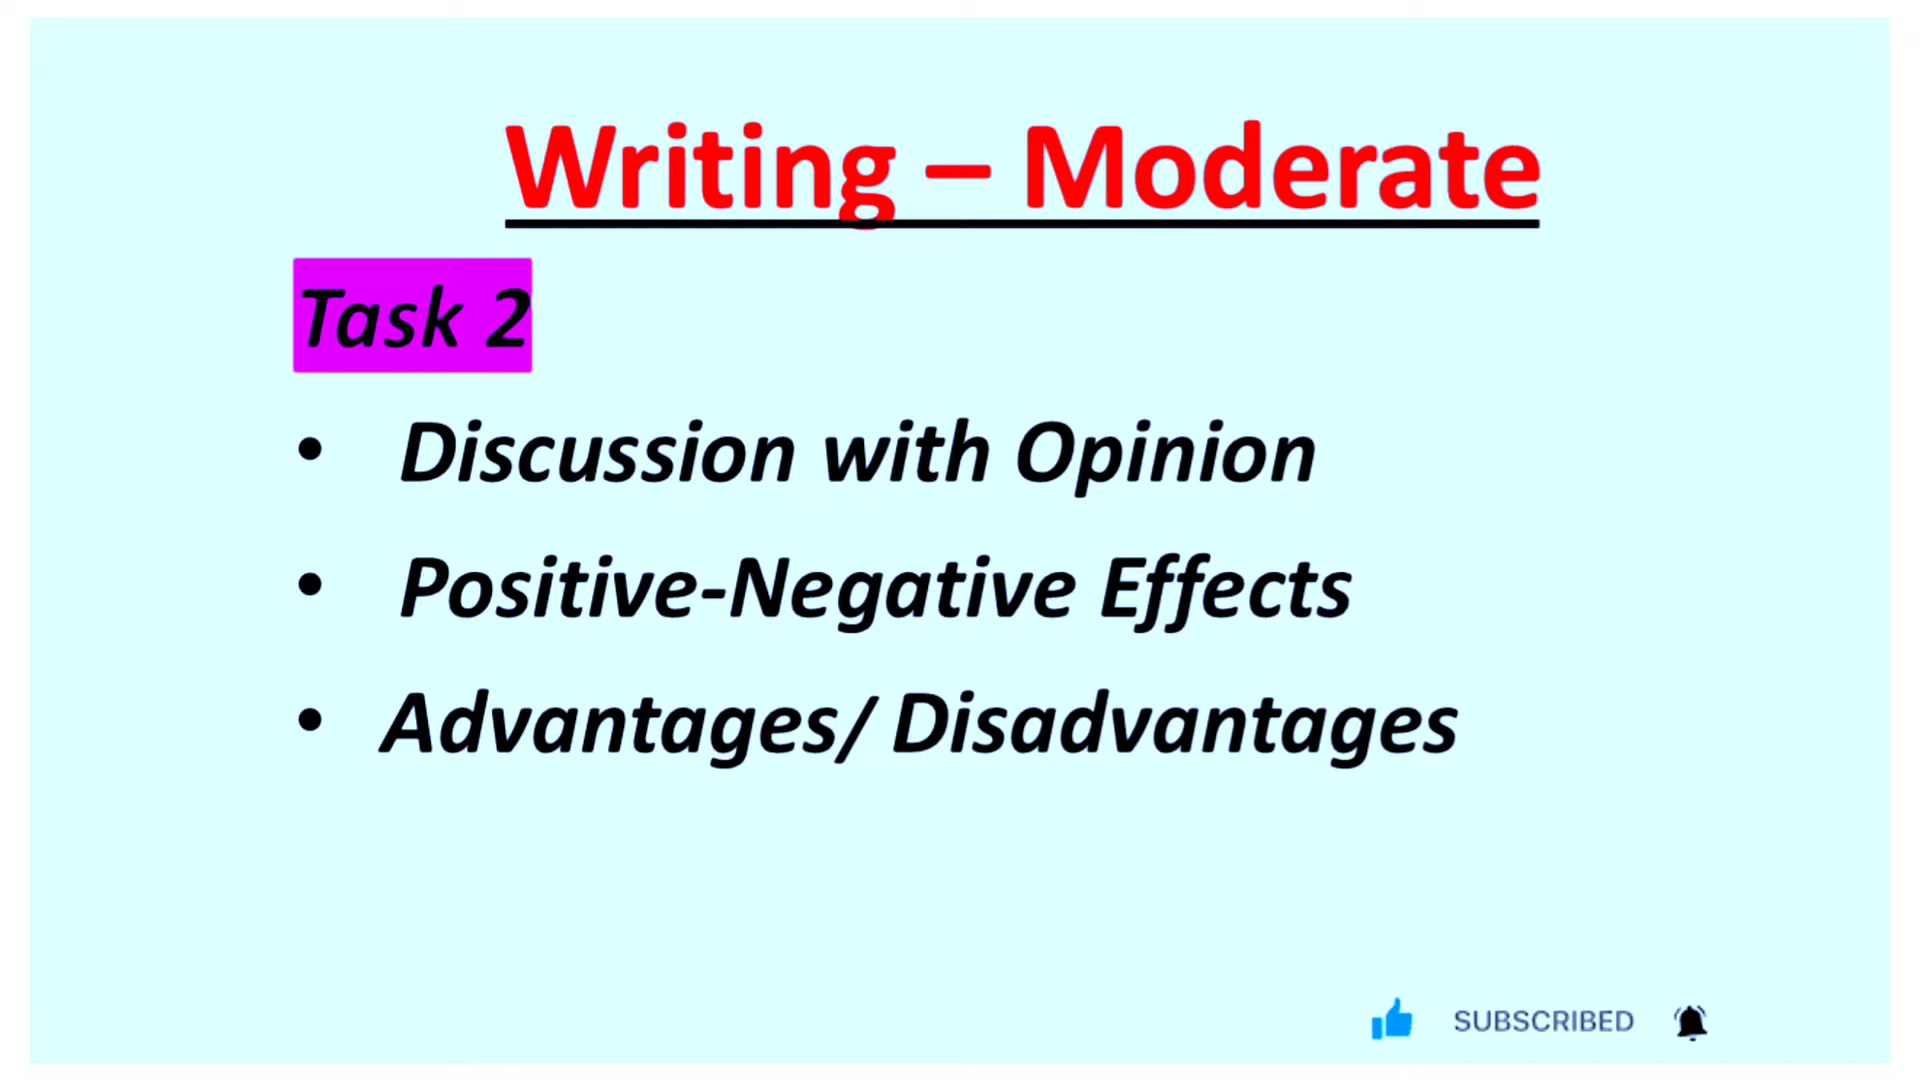 Writing – Moderate
Task 2
• Discussion with Opinion
• Positive-Negative Effects
• Advantages/ Disadvantages
SUBSCRIBED